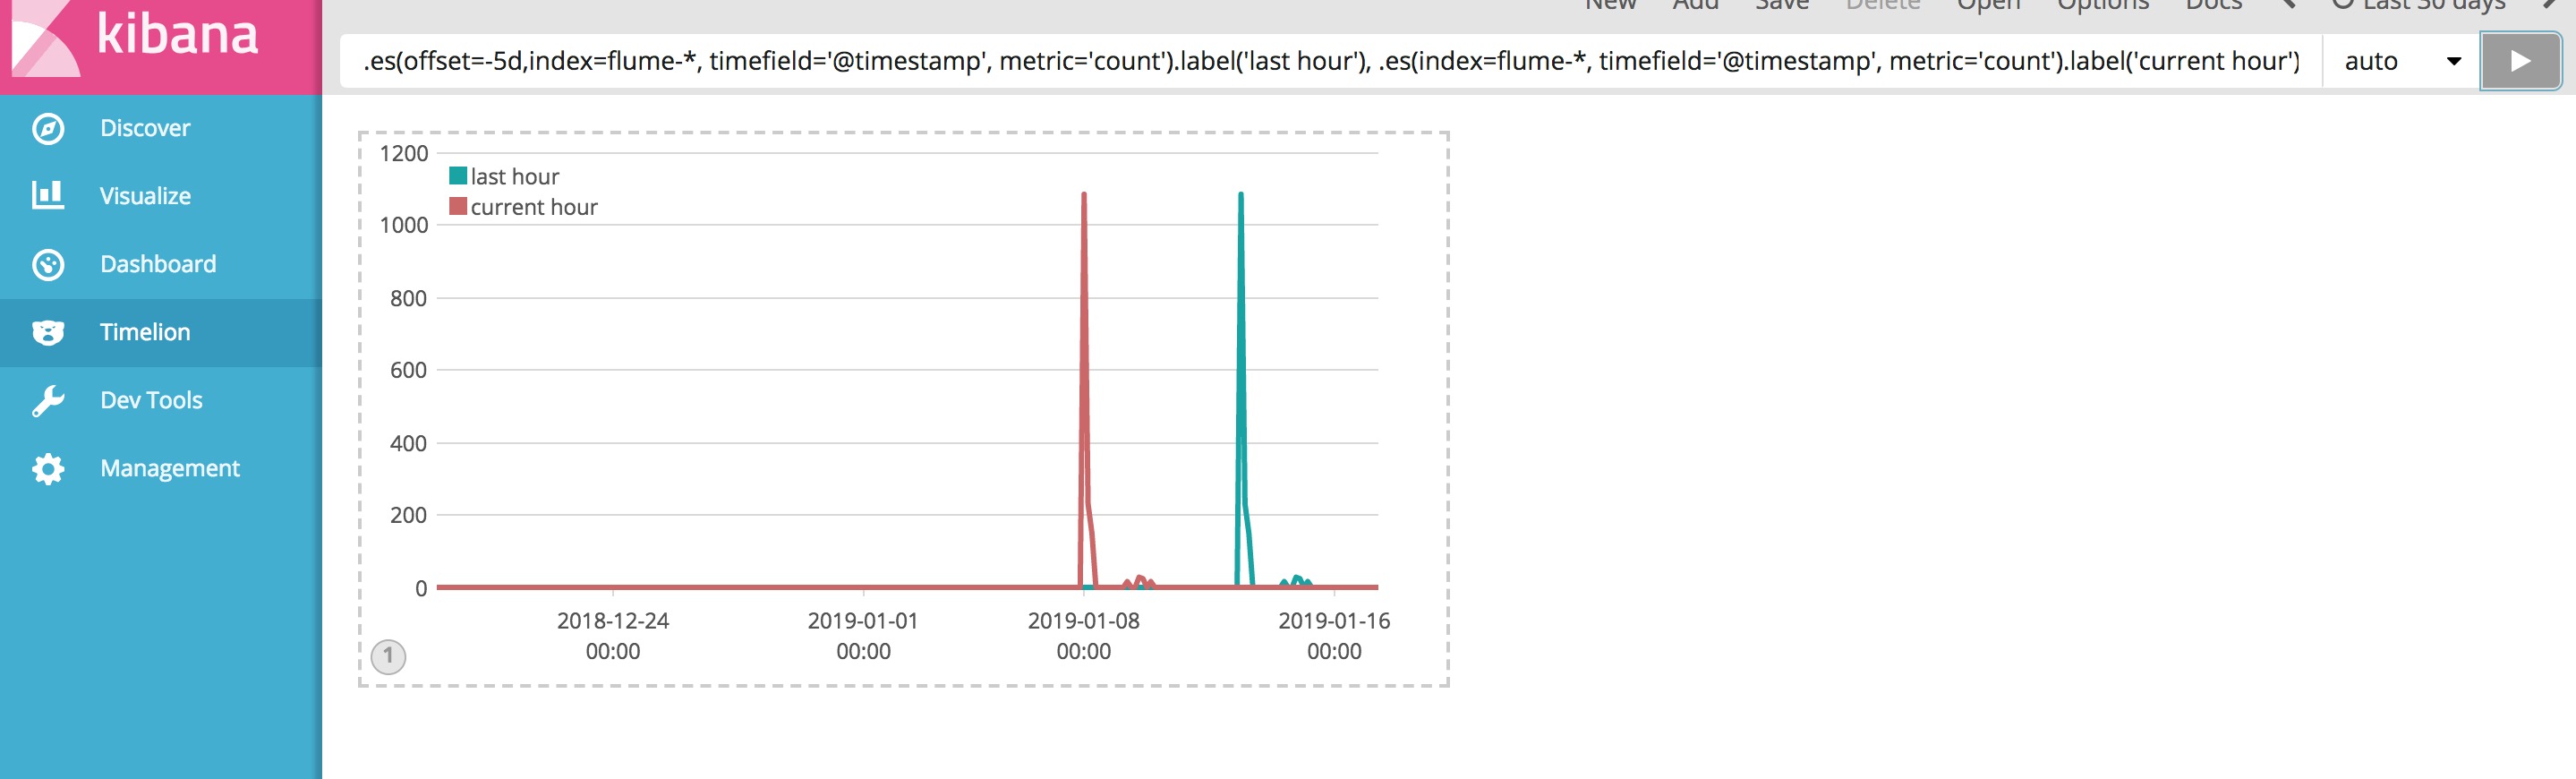 kibana
New Add Save Delete Open Options Docs Last 30 days
.es(offset=-5d,index=flume-*, timefield='@timestamp', metric='count').label('last hour'), .es(index=flume-*, timefield='@timestamp', metric='count').label('current hour')
auto
Discover
Visualize
Dashboard
Timelion
Dev Tools
Management
last hour
current hour
1200
1000
800
600
400
200
0
2018-12-24 00:00
2019-01-01 00:00
2019-01-08 00:00
2019-01-16 00:00
1